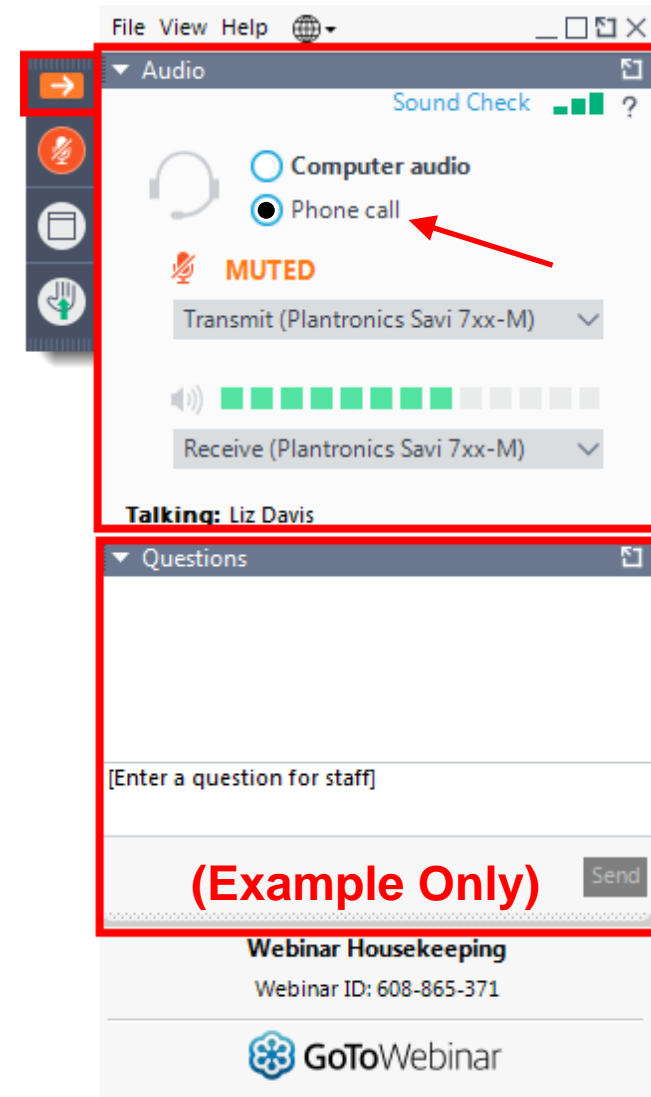 File View Help
Audio
Sound Check ?
Computer audio
Phone call
MUTED
Transmit (Plantronics Savi 7xx-M)
Receive (Plantronics Savi 7xx-M)
Talking: Liz Davis
Questions
[Enter a question for staff]
(Example Only) Send
Webinar Housekeeping
Webinar ID: 608-865-371
GoToWebinar